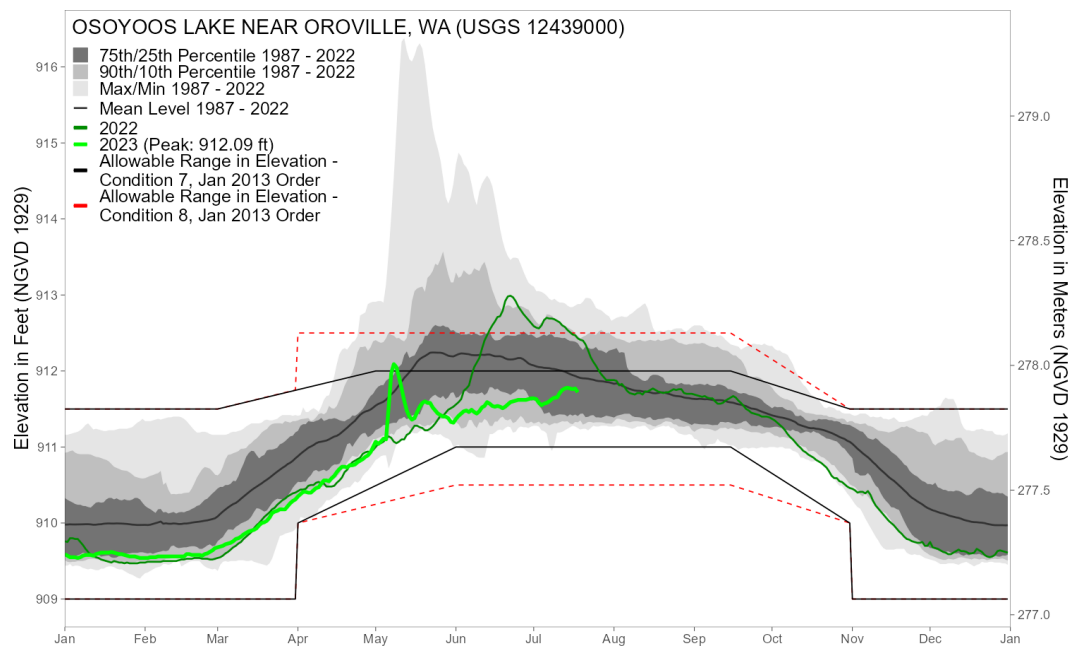 OSOYOOS LAKE NEAR OROVILLE, WA (USGS 12439000)
75th/25th Percentile 1987 - 2022
90th/10th Percentile 1987 - 2022
Max/Min 1987 - 2022
Mean Level 1987 - 2022
2022
2023 (Peak: 912.09 ft)
Allowable Range in Elevation -
Condition 7, Jan 2013 Order
Allowable Range in Elevation -
Condition 8, Jan 2013 Order
Elevation in Feet (NGVD 1929)
916
915
914
913
912
911
910
909
279.0
278.5
278.0
277.5
277.0
Elevation in Meters (NGVD 1929)
Jan Feb Mar Apr May Jun Jul Aug Sep Oct Nov Dec Jan